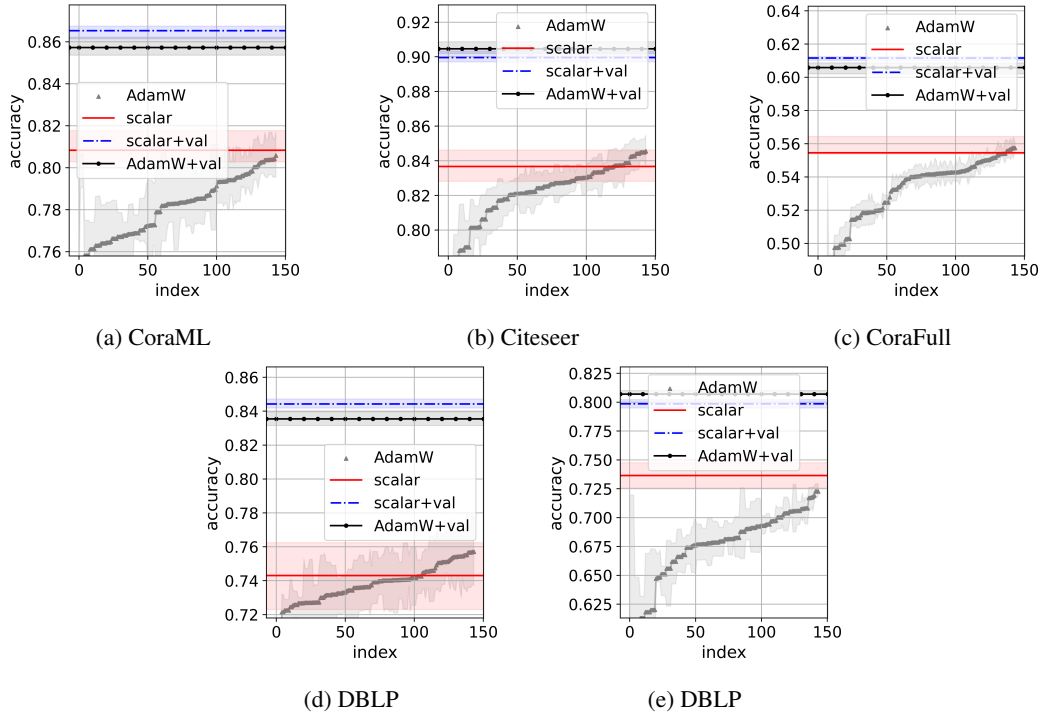 0.86
0.84
0.82
0.80
0.78
0.76
accuracy
AdamW
scalar
scalar+val
AdamW+val
0 50 100 150
index
(a) CoraML
0.92
0.90
0.88
0.86
0.84
0.82
0.80
accuracy
AdamW
scalar
scalar+val
AdamW+val
0 50 100 150
index
(b) Citeseer
0.64
0.62
0.60
0.58
0.56
0.54
0.52
0.50
accuracy
AdamW
scalar
scalar+val
AdamW+val
0 50 100 150
index
(c) CoraFull
0.86
0.84
0.82
0.80
0.78
0.76
0.74
0.72
accuracy
AdamW
scalar
scalar+val
AdamW+val
0 50 100 150
index
(d) DBLP
0.825
0.800
0.775
0.750
0.725
0.700
0.675
0.650
0.625
accuracy
AdamW
scalar
scalar+val
AdamW+val
0 50 100 150
index
(e) DBLP